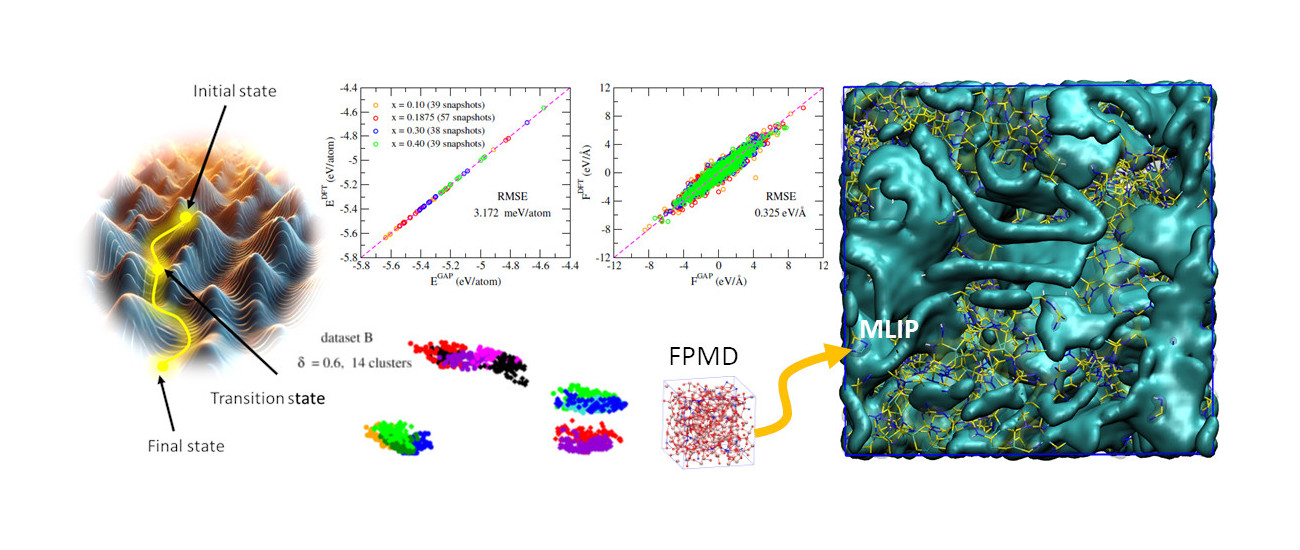 Initial state
Transition state
Final state
-4.4
-4.6
-4.8
-5
-5.2
-5.4
-5.6
-5.8
E^DFT (eV/atom)
x = 0.10 (39 snapshots)
x = 0.1875 (57 snapshots)
x = 0.30 (38 snapshots)
x = 0.40 (39 snapshots)
RMSE
3.172 meV/atom
-5.8 -5.6 -5.4 -5.2 -5 -4.8 -4.6 -4.4
E^GAP (eV/atom)
12
8
4
0
-4
-8
-12
F^DFT (eV/Å)
RMSE
0.325 eV/Å
-12 -8 -4 0 4 8 12
F^GAP (eV/Å)
dataset B
δ = 0.6, 14 clusters
FPMD
MLIP